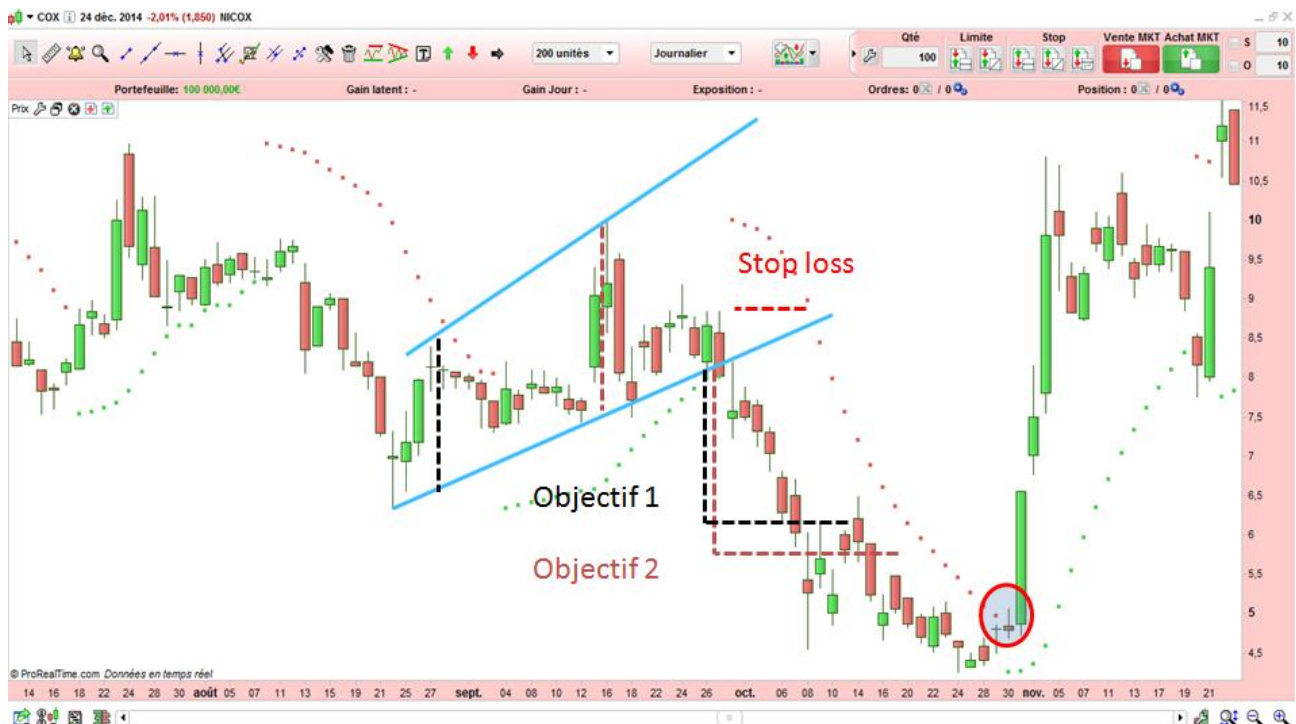 COX 24 déc. 2014 -2,01% (1,850) NICOX
200 unités Journalier Qté 100 Limite Stop Vente MKT Achat MKT S 10
O 10
Portefeuille: 100 000,00€ Gain latent : - Gain Jour : - Exposition : - Ordres: 0 / 0 Position : 0 / 0
Prix
11,5
11
10,5
10
9,5
9
8,5
8
7,5
7
6,5
6
5,5
5
4,5
Stop loss
Objectif 1
Objectif 2
© ProRealTime.com Données en temps réel
14 16 18 22 24 28 30 août 05 07 11 13 15 19 21 25 27 sept. 04 08 10 12 16 18 22 24 26 oct. 06 08 10 14 16 20 22 24 28 30 nov. 05 07 11 13 17 19 21